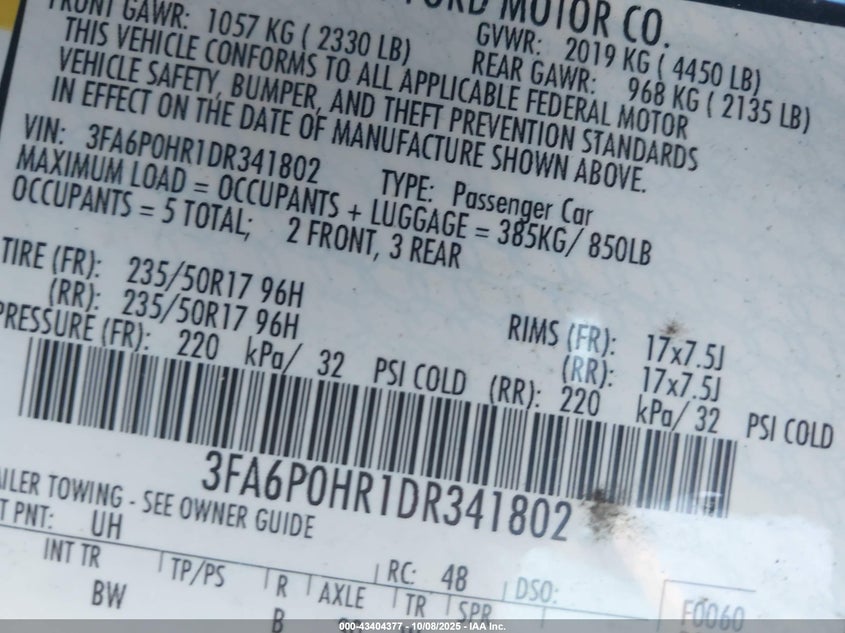 FORD MOTOR CO.
FRONT GAWR: 1057 KG ( 2330 LB) GVWR: 2019 KG ( 4450 LB)
REAR GAWR: 968 KG ( 2135 LB)
THIS VEHICLE CONFORMS TO ALL APPLICABLE FEDERAL MOTOR
VEHICLE SAFETY, BUMPER, AND THEFT PREVENTION STANDARDS
IN EFFECT ON THE DATE OF MANUFACTURE SHOWN ABOVE.
VIN: 3FA6P0HR1DR341802 TYPE: Passenger Car
MAXIMUM LOAD = OCCUPANTS + LUGGAGE = 385KG/ 850LB
OCCUPANTS = 5 TOTAL; 2 FRONT, 3 REAR
TIRE (FR): 235/50R17 96H RIMS (FR): 17x7.5J
(RR): 235/50R17 96H (RR): 17x7.5J
PRESSURE (FR): 220 kPa/ 32 PSI COLD (RR): 220 kPa/ 32 PSI COLD
3FA6P0HR1DR341802
AILER TOWING - SEE OWNER GUIDE
T PNT: UH RC: 48 DSO:
INT TR TP/PS R AXLE TR SPR F0060
BW B
000-43404377 - 10/08/2025 - IAA Inc.